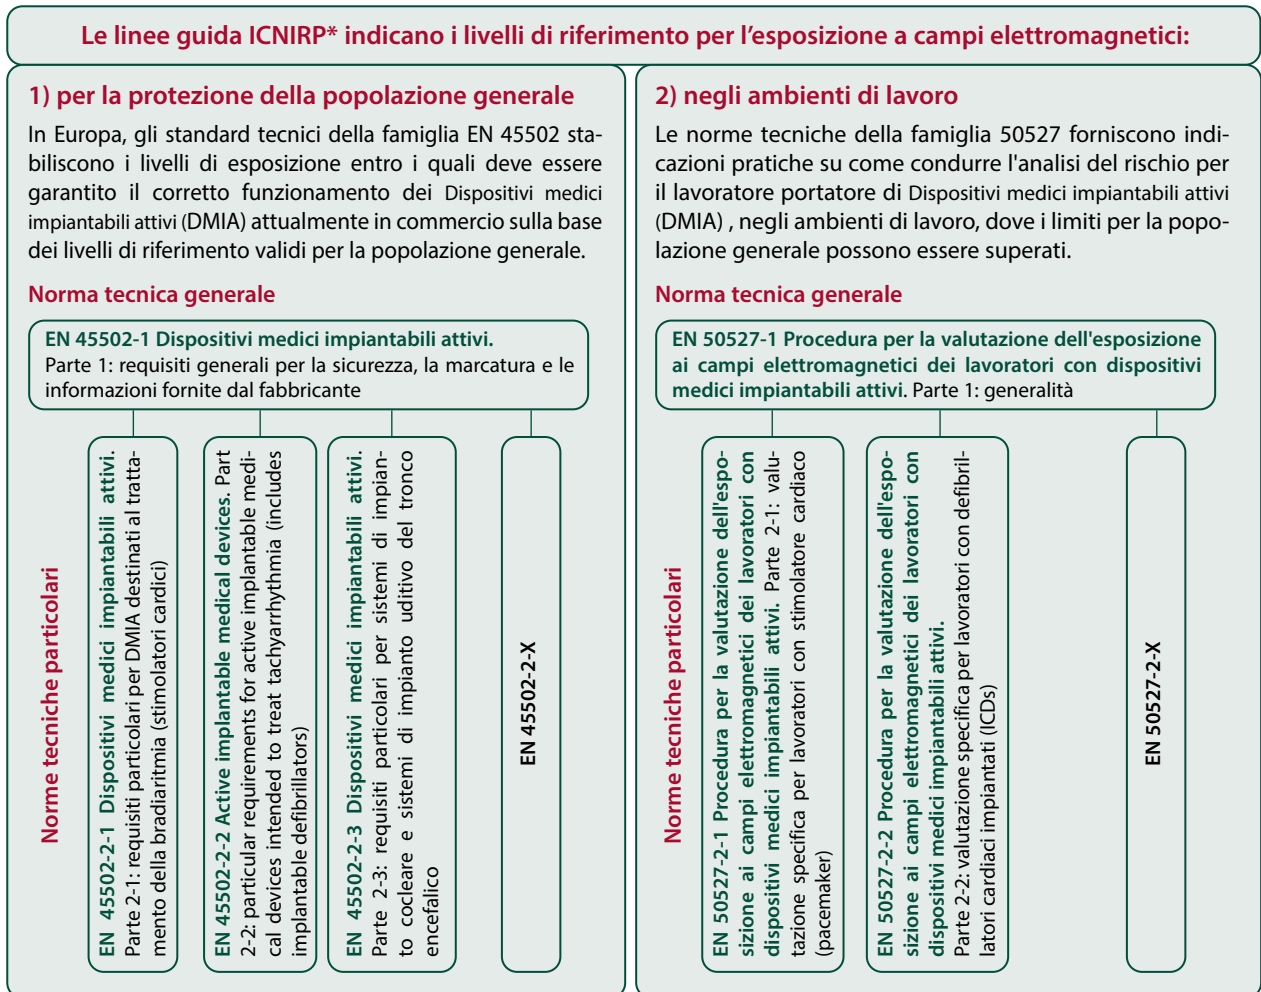 Le linee guida ICNIRP* indicano i livelli di riferimento per l’esposizione a campi elettromagnetici:
1) per la protezione della popolazione generale
In Europa, gli standard tecnici della famiglia EN 45502 sta-
biliscono i livelli di esposizione entro i quali deve essere
garantito il corretto funzionamento dei Dispositivi medici
impiantabili attivi (DMIA) attualmente in commercio sulla base
dei livelli di riferimento validi per la popolazione generale.
Norma tecnica generale
EN 45502-1 Dispositivi medici impiantabili attivi.
Parte 1: requisiti generali per la sicurezza, la marcatura e le
informazioni fornite dal fabbricante
Norme tecniche particolari
EN 45502-2-1 Dispositivi medici impiantabili attivi.
Parte 2-1: requisiti particolari per DMIA destinati al tratta-
mento della bradiaritmia (stimolatori cardici)
EN 45502-2-2 Active implantable medical devices. Part
2-2: particular requirements for active implantable medi-
cal devices intended to treat tachyarrhythmia (includes
implantable defibrillators)
EN 45502-2-3 Dispositivi medici impiantabili attivi.
Parte 2-3: requisiti particolari per sistemi di impian-
to cocleare e sistemi di impianto uditivo del tronco
encefalico
EN 45502-2-X
2) negli ambienti di lavoro
Le norme tecniche della famiglia 50527 forniscono indi-
cazioni pratiche su come condurre l'analisi del rischio per
il lavoratore portatore di Dispositivi medici impiantabili attivi
(DMIA) , negli ambienti di lavoro, dove i limiti per la popo-
lazione generale possono essere superati.
Norma tecnica generale
EN 50527-1 Procedura per la valutazione dell'esposizione
ai campi elettromagnetici dei lavoratori con dispositivi
medici impiantabili attivi. Parte 1: generalità
Norme tecniche particolari
EN 50527-2-1 Procedura per la valutazione dell'espo-
sizione ai campi elettromagnetici dei lavoratori con
dispositivi medici impiantabili attivi. Parte 2-1: valu-
tazione specifica per lavoratori con stimolatore cardiaco
(pacemaker)
EN 50527-2-2 Procedura per la valutazione dell'espo-
sizione ai campi elettromagnetici dei lavoratori con
dispositivi medici impiantabili attivi.
Parte 2-2: valutazione specifica per lavoratori con defibril-
latori cardiaci impiantati (ICDs)
EN 50527-2-X